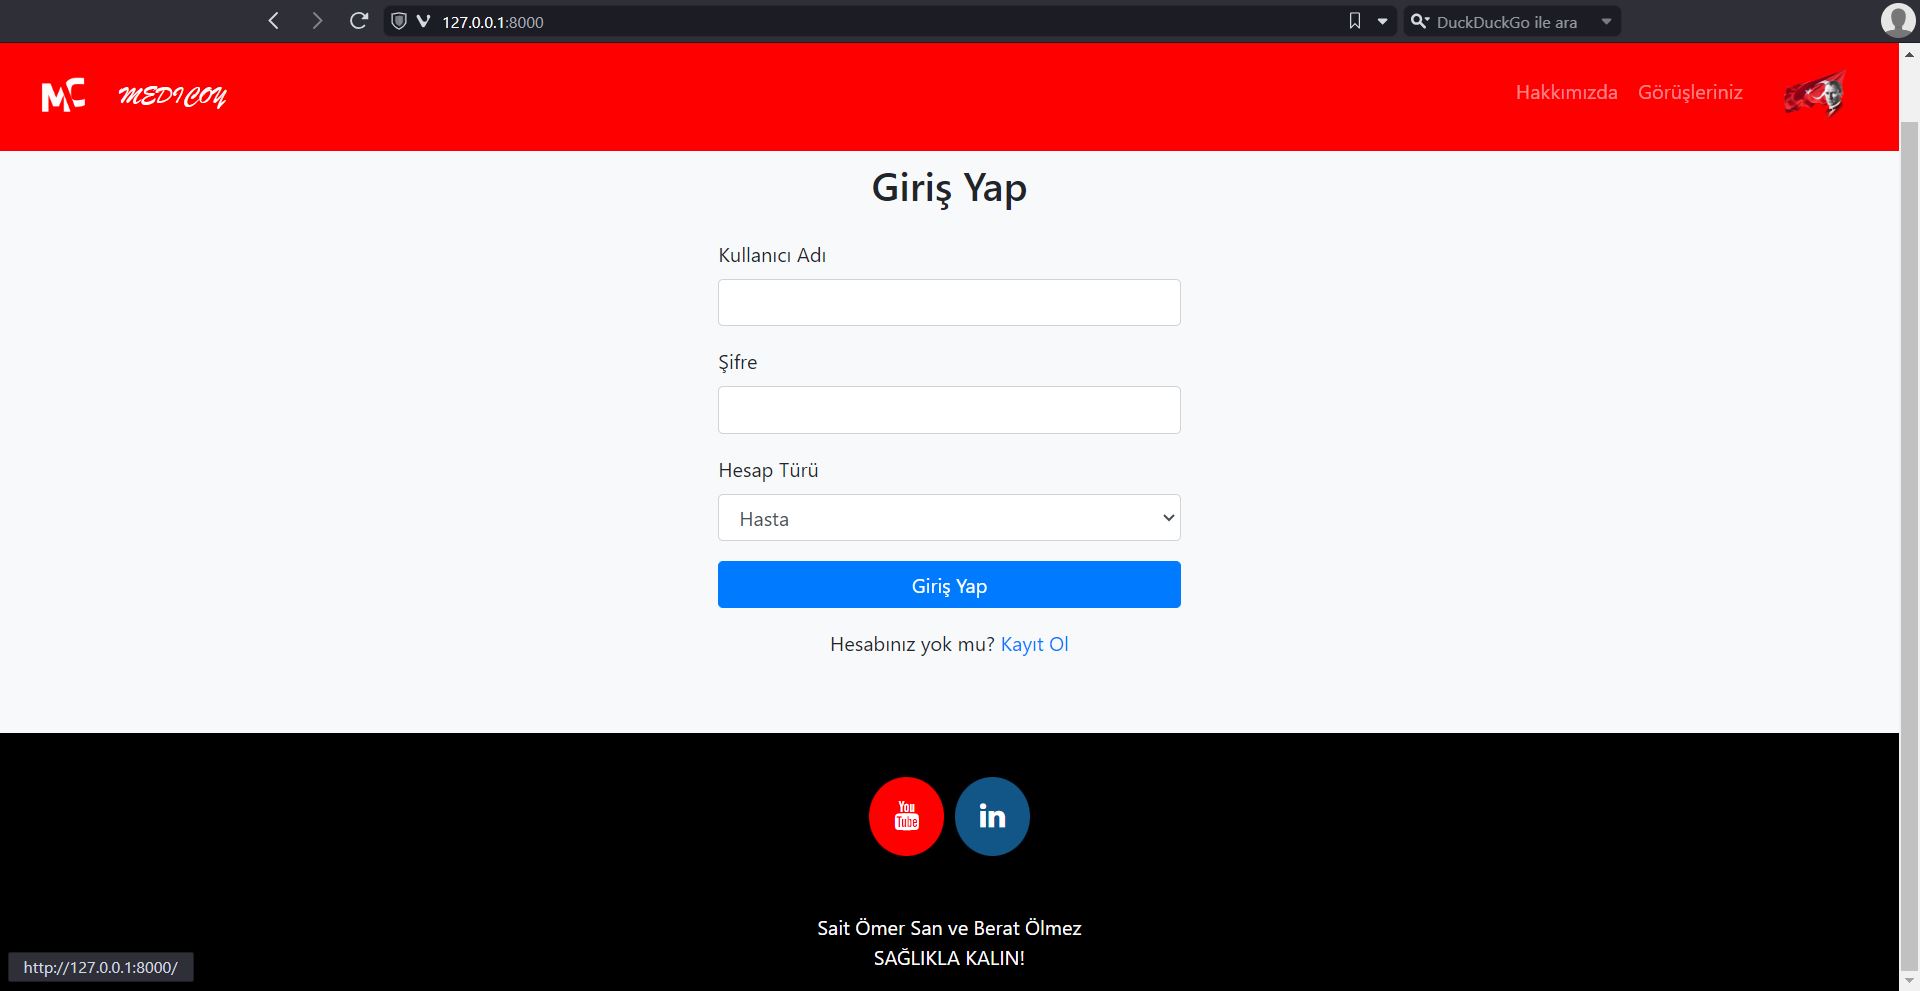 127.0.0.1:8000
DuckDuckGo ile ara
MC MEDICOY
Hakkımızda Görüşleriniz
Giriş Yap
Kullanıcı Adı
Şifre
Hesap Türü
Hasta
Giriş Yap
Hesabınız yok mu? Kayıt Ol
You
Tube
in
Sait Ömer San ve Berat Ölmez
SAĞLIKLA KALIN!
http://127.0.0.1:8000/